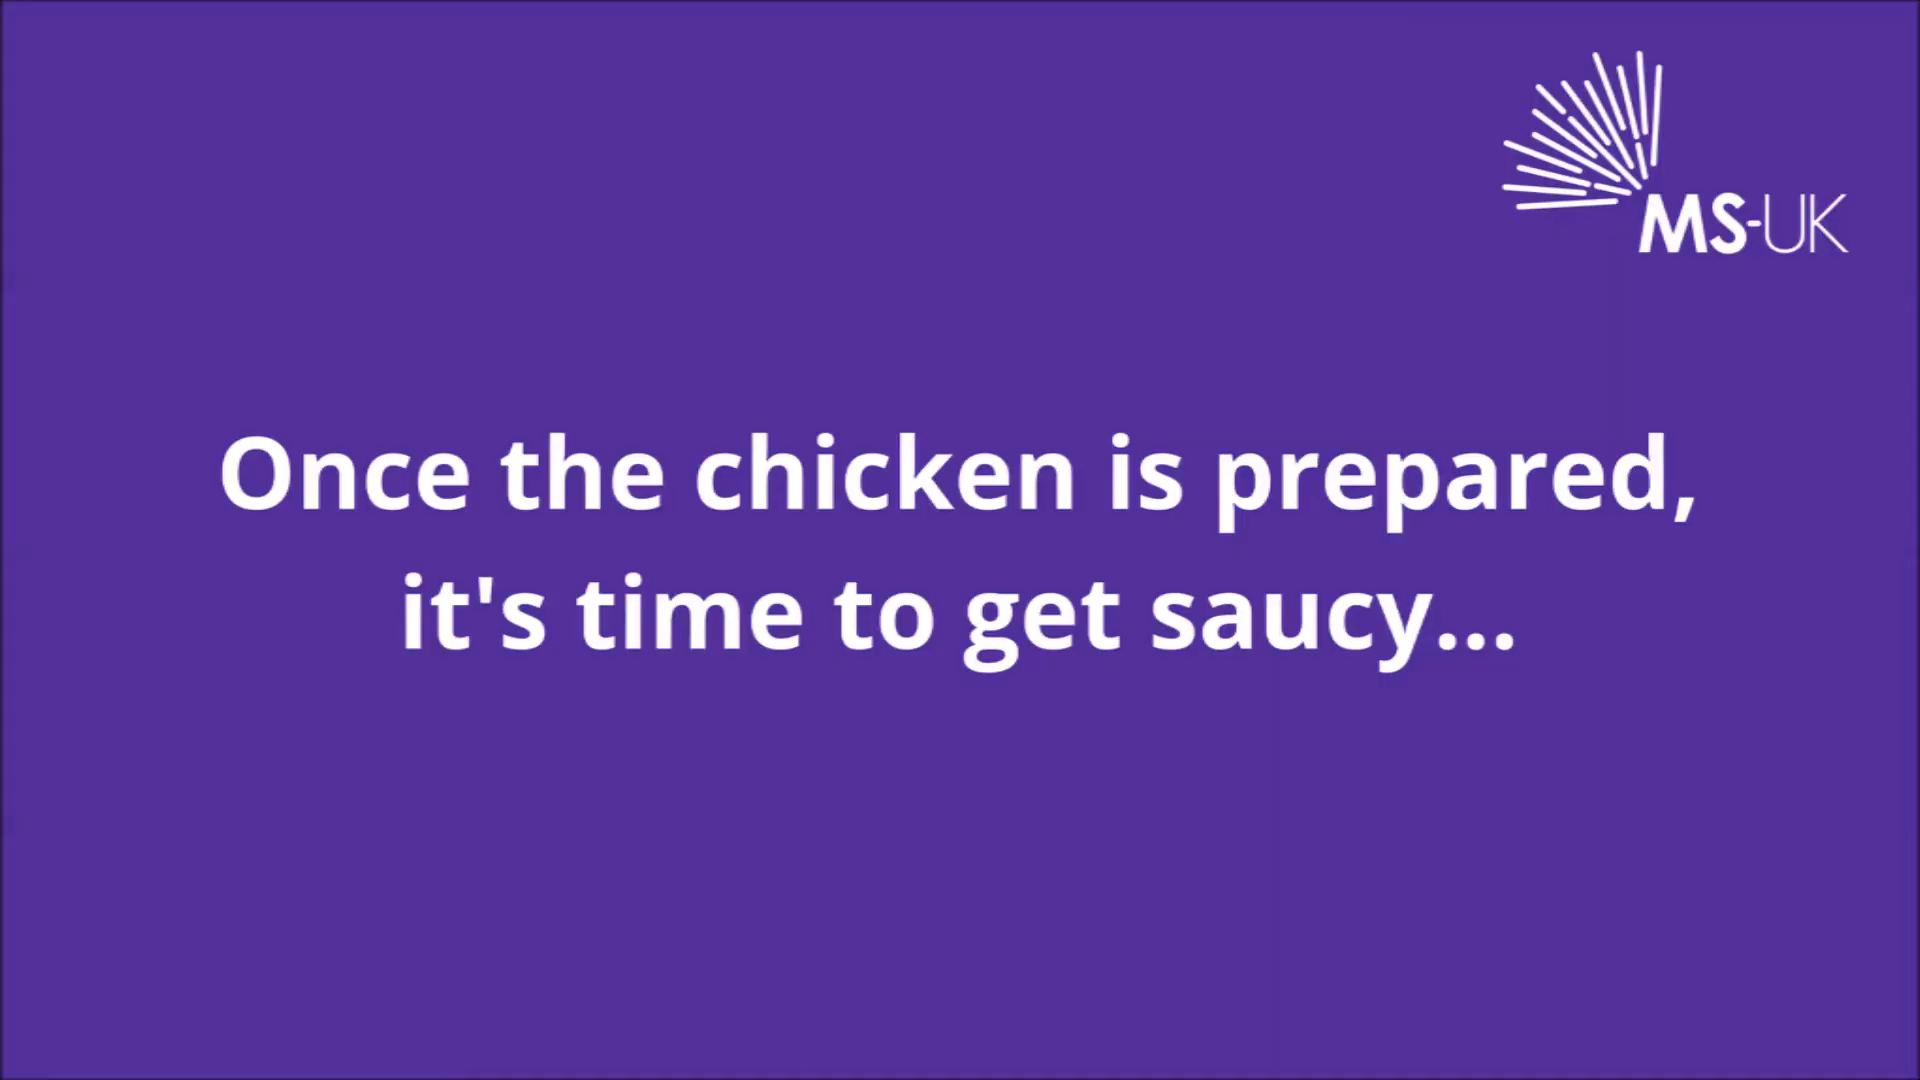 MS-UK
Once the chicken is prepared,
it's time to get saucy...